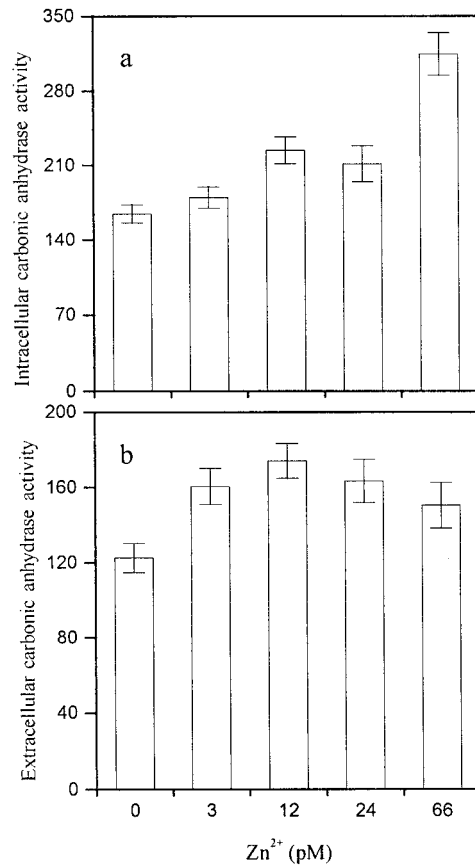 Intracellular carbonic anhydrase activity
350
280
210
140
70
0
a
Extracellular carbonic anhydrase activity
200
160
120
80
40
0
b
0 3 12 24 66
Zn²⁺ (pM)